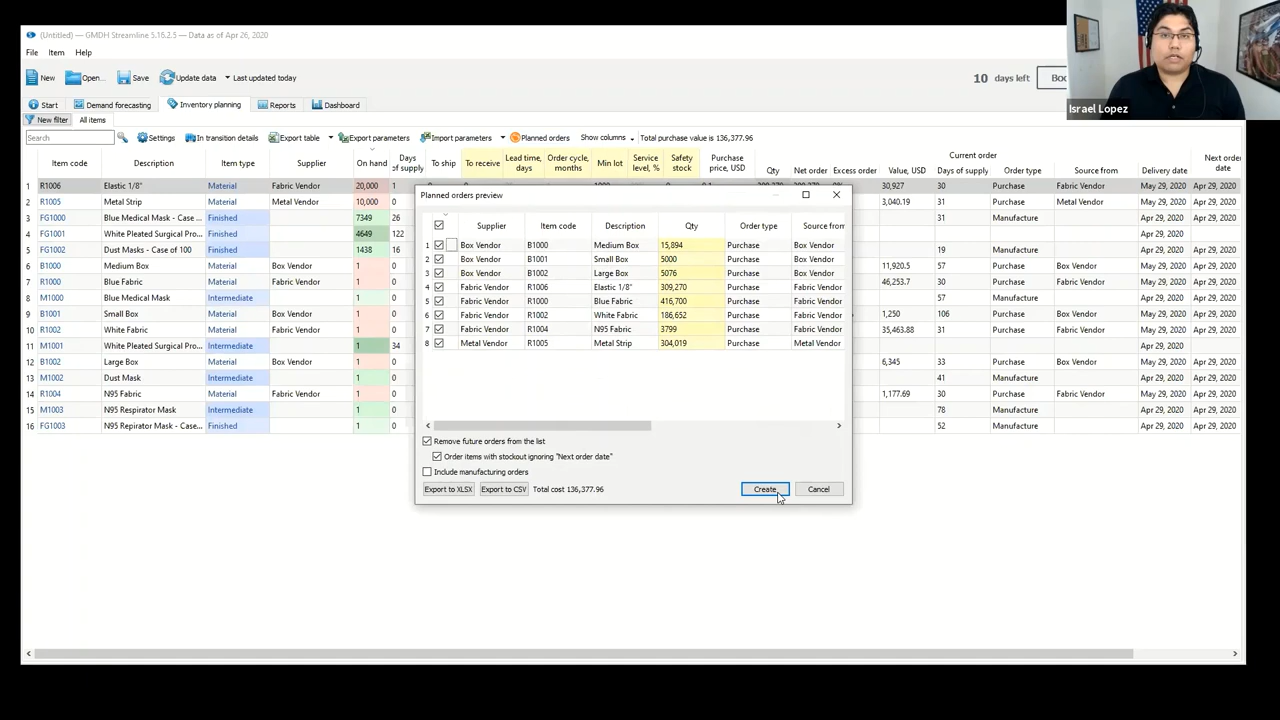 (Untitled) — GMDH Streamline 5.16.2.5 — Data as of Apr 26, 2020
File Item Help
New Open... Save Update data Last updated today 10 days left
Israel Lopez
Start Demand forecasting Inventory planning Reports Dashboard
New filter All items
Search Settings In transition details Export table Export parameters Import parameters Planned orders Show columns Total purchase value is 136,377.96
Item code Description Item type Supplier On hand Days of supply To ship To receive Lead time, days Order cycle, months Min lot Service level, % Safety stock Purchase price, USD Current order Next order date
Qty Net order Excess order Value, USD Days of supply Order type Source from Delivery date
1 R1006 Elastic 1/8" Material Fabric Vendor 20,000 1 30,927 30 Purchase Fabric Vendor May 29, 2020 Apr 29, 2020
2 R1005 Metal Strip Material Metal Vendor 10,000 0 3,040.19 31 Purchase Metal Vendor May 29, 2020 Apr 29, 2020
3 FG1000 Blue Medical Mask - Case ... Finished 7349 26 31 Manufacture Apr 29, 2020 Apr 29, 2020
4 FG1001 White Pleated Surgical Pro... Finished 4649 122 Apr 29, 2020
5 FG1002 Dust Masks - Case of 100 Finished 1438 16 19 Manufacture Apr 29, 2020 Apr 29, 2020
6 B1000 Medium Box Material Box Vendor 1 0 11,920.5 57 Purchase Box Vendor May 29, 2020 Apr 29, 2020
7 R1000 Blue Fabric Material Fabric Vendor 1 0 46,253.7 31 Purchase Fabric Vendor May 29, 2020 Apr 29, 2020
8 M1000 Blue Medical Mask Intermediate 1 0 57 Manufacture Apr 29, 2020 Apr 29, 2020
9 B1001 Small Box Material Box Vendor 1 0 1,250 106 Purchase Box Vendor May 29, 2020 Apr 29, 2020
10 R1002 White Fabric Material Fabric Vendor 1 0 35,463.88 31 Purchase Fabric Vendor May 29, 2020 Apr 29, 2020
11 M1001 White Pleated Surgical Pro... Intermediate 1 34 Apr 29, 2020
12 B1002 Large Box Material Box Vendor 1 0 6,345 33 Purchase Box Vendor May 29, 2020 Apr 29, 2020
13 M1002 Dust Mask Intermediate 1 0 41 Manufacture Apr 29, 2020 Apr 29, 2020
14 R1004 N95 Fabric Material Fabric Vendor 1 0 1,177.69 30 Purchase Fabric Vendor May 29, 2020 Apr 29, 2020
15 M1003 N95 Respirator Mask Intermediate 1 0 78 Manufacture Apr 29, 2020 Apr 29, 2020
16 FG1003 N95 Repirator Mask - Case... Finished 1 0 52 Manufacture Apr 29, 2020 Apr 29, 2020
Planned orders preview
Supplier Item code Description Qty Order type Source from
1 Box Vendor B1000 Medium Box 15,894 Purchase Box Vendor
2 Box Vendor B1001 Small Box 5000 Purchase Box Vendor
3 Box Vendor B1002 Large Box 5076 Purchase Box Vendor
4 Fabric Vendor R1006 Elastic 1/8" 309,270 Purchase Fabric Vendor
5 Fabric Vendor R1000 Blue Fabric 416,700 Purchase Fabric Vendor
6 Fabric Vendor R1002 White Fabric 186,652 Purchase Fabric Vendor
7 Fabric Vendor R1004 N95 Fabric 3799 Purchase Fabric Vendor
8 Metal Vendor R1005 Metal Strip 304,019 Purchase Metal Vendor
Remove future orders from the list
Order items with stockout ignoring "Next order date"
Include manufacturing orders
Export to XLSX Export to CSV Total cost 136,377.96 Create Cancel